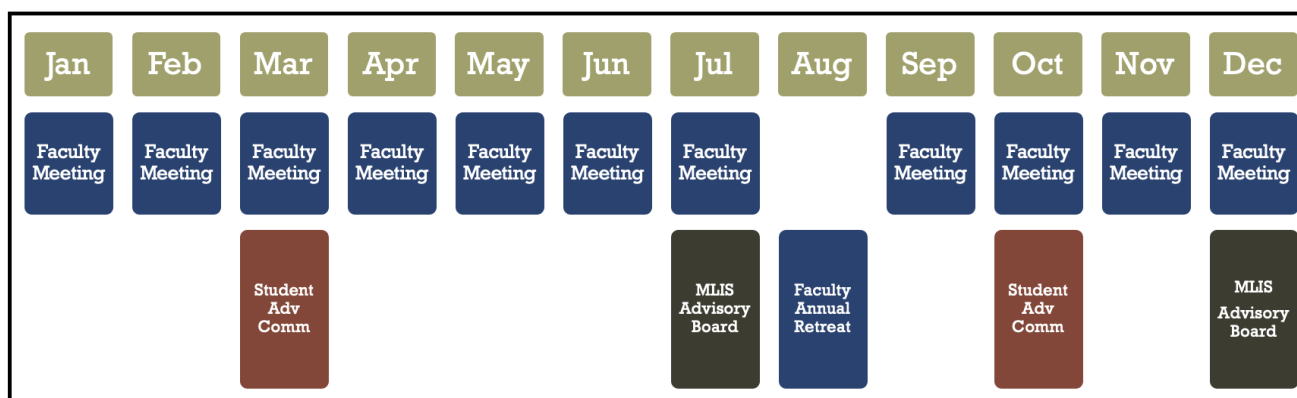 Jan Feb Mar Apr May Jun Jul Aug Sep Oct Nov Dec
Faculty Faculty Faculty Faculty Faculty Faculty Faculty Faculty Faculty Faculty Faculty
Meeting Meeting Meeting Meeting Meeting Meeting Meeting Meeting Meeting Meeting Meeting
Student
Adv
Comm
MLIS
Advisory
Board
Faculty
Annual
Retreat
Student
Adv
Comm
MLIS
Advisory
Board